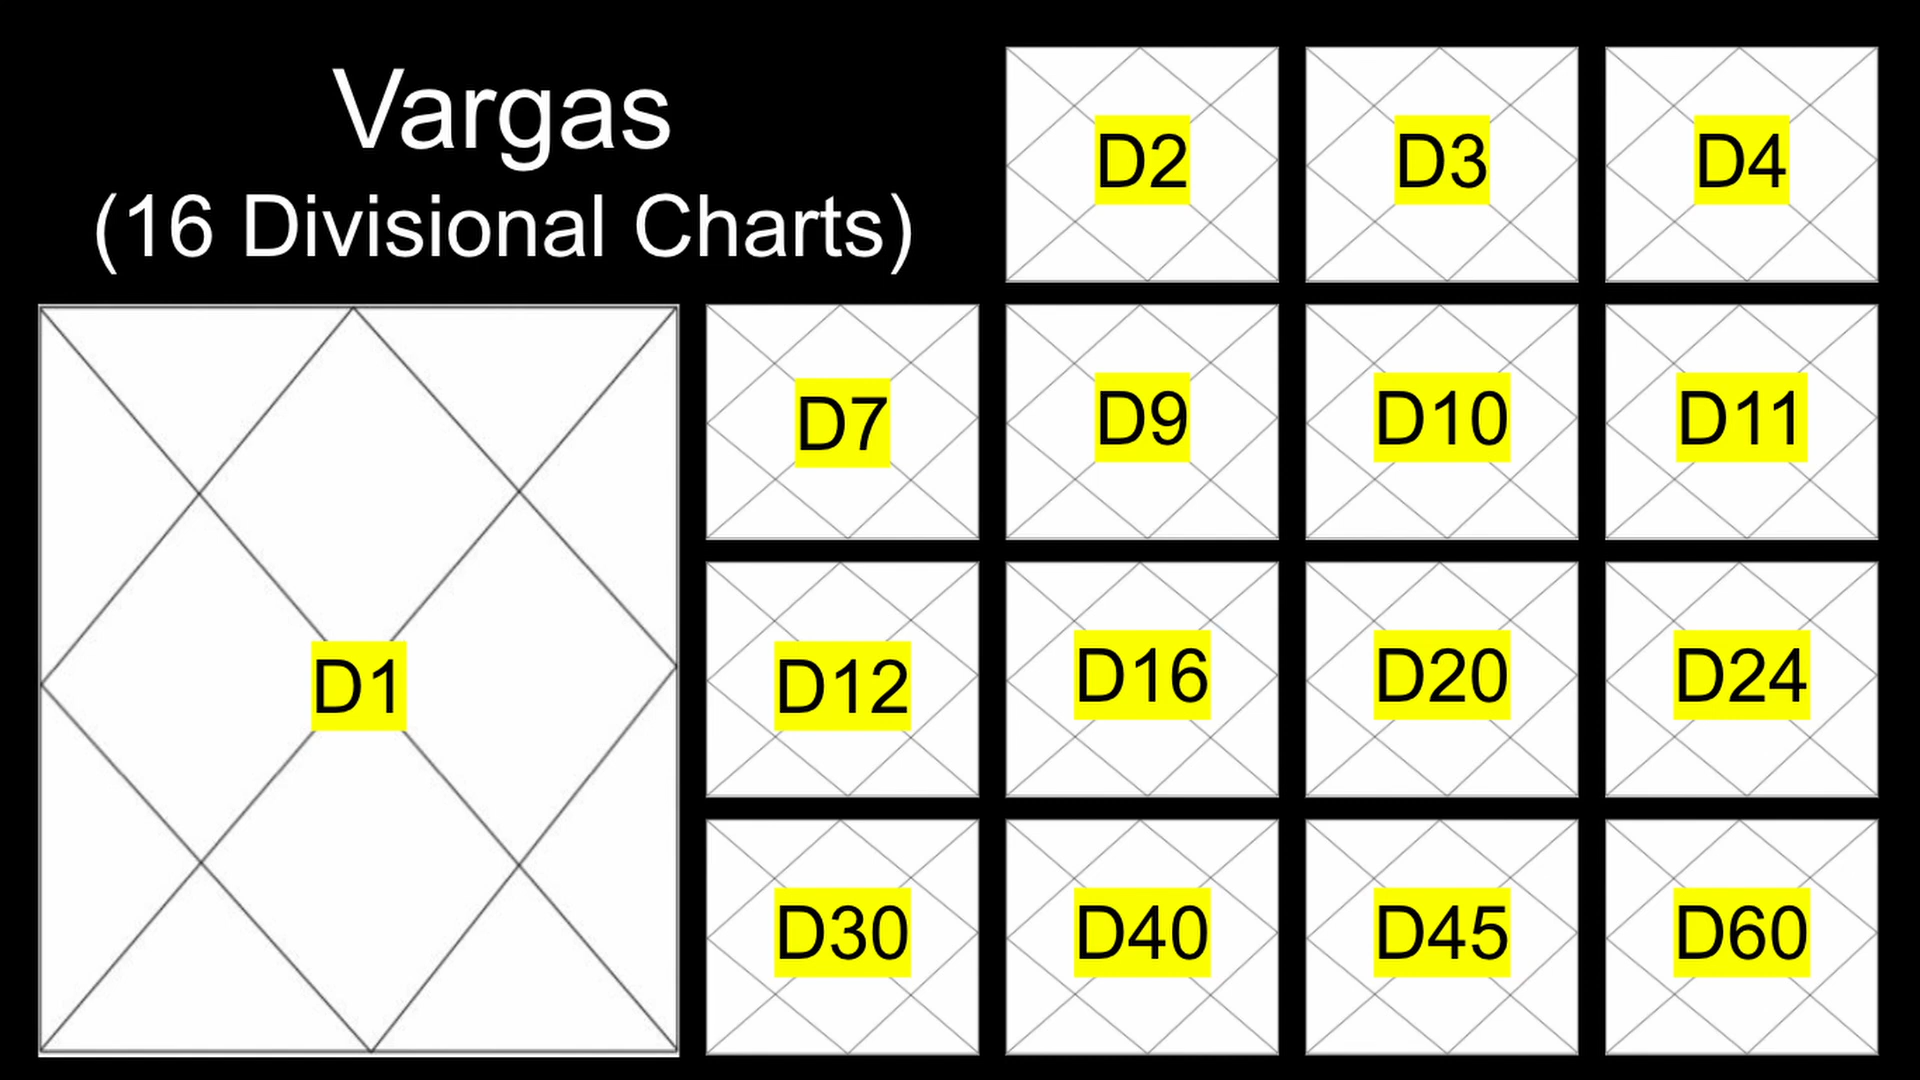 Vargas
(16 Divisional Charts)
D2 D3 D4
D1
D7 D9 D10 D11
D12 D16 D20 D24
D30 D40 D45 D60